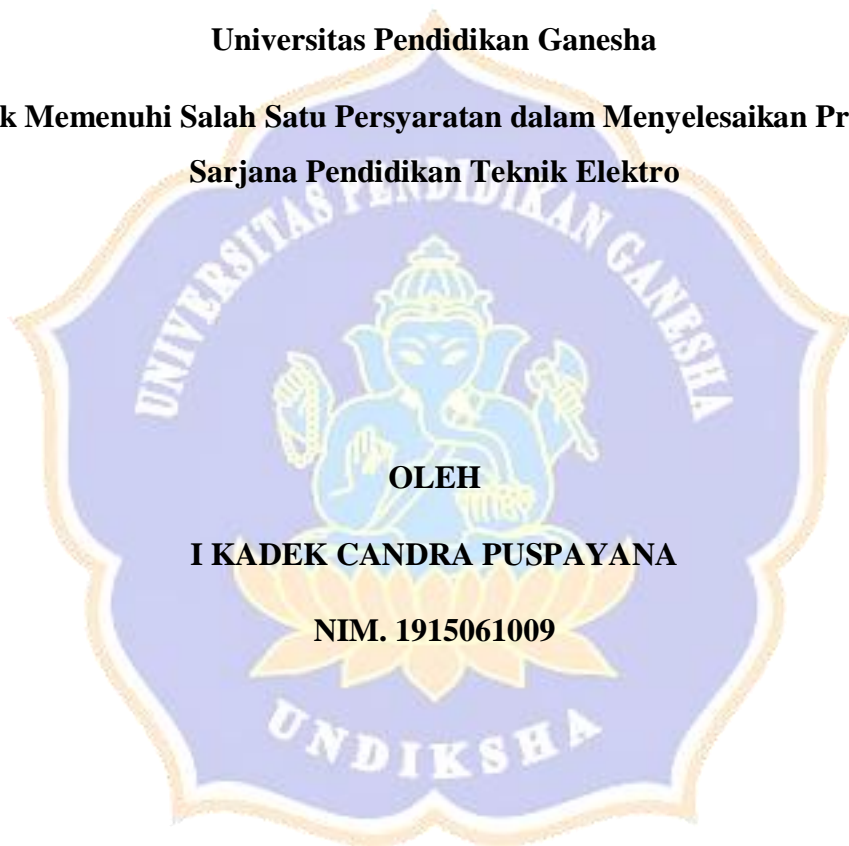 Universitas Pendidikan Ganesha
k Memenuhi Salah Satu Persyaratan dalam Menyelesaikan Pr
Sarjana Pendidikan Teknik Elektro
UNIVERSITAS PENDIDIKAN GANESHA
OLEH
I KADEK CANDRA PUSPAYANA
NIM. 1915061009
UNDIKSHA